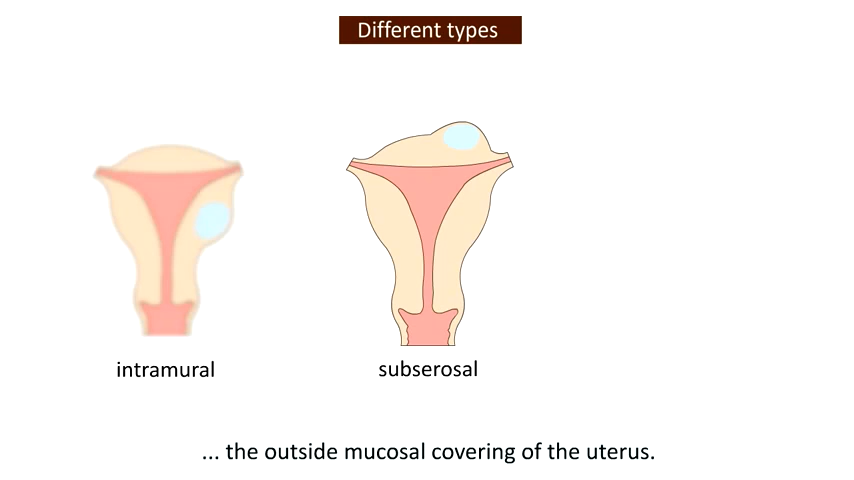 Different types
intramural
subserosal
... the outside mucosal covering of the uterus.